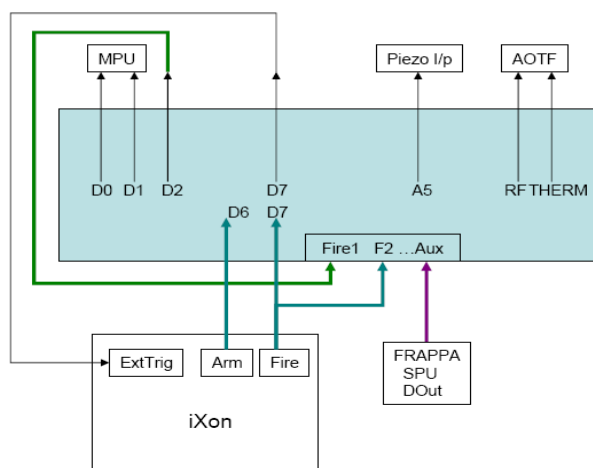 MPU Piezo I/p AOTF
D0 D1 D2 D7 A5 RF THERM
D6 D7
Fire1 F2 ...Aux
ExtTrig Arm Fire
FRAPPA
SPU
DOut
iXon